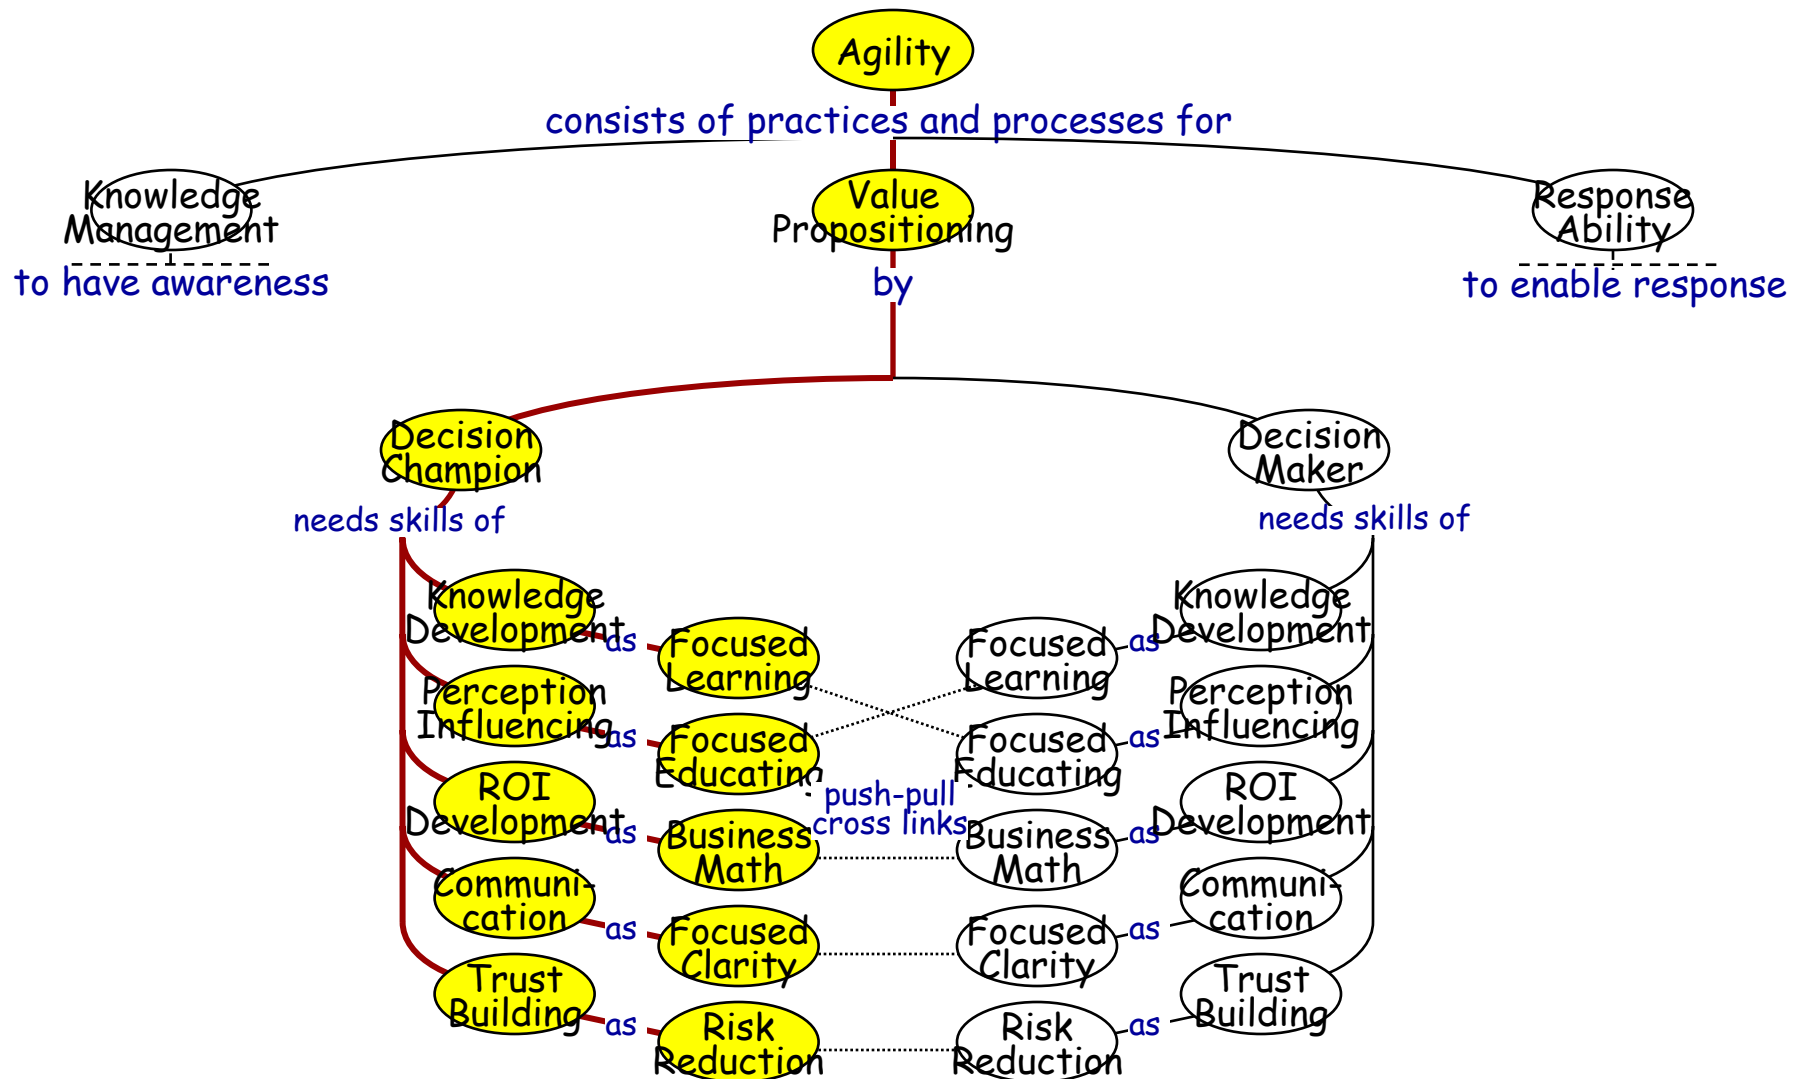 Agility
consists of practices and processes for
Knowledge
Management
Value
Propositioning
Response
Ability
to have awareness
by
to enable response
Decision
Champion
Decision
Maker
needs skills of
needs skills of
Knowledge
Development
as
Focused
Learning
Focused
Learning
as
Knowledge
Development
Perception
Influencing
as
Focused
Educating
Focused
Educating
as
Perception
Influencing
push-pull
cross links
ROI
Development
as
Business
Math
Business
Math
as
ROI
Development
Communi-
cation
as
Focused
Clarity
Focused
Clarity
as
Communi-
cation
Trust
Building
as
Risk
Reduction
Risk
Reduction
as
Trust
Building